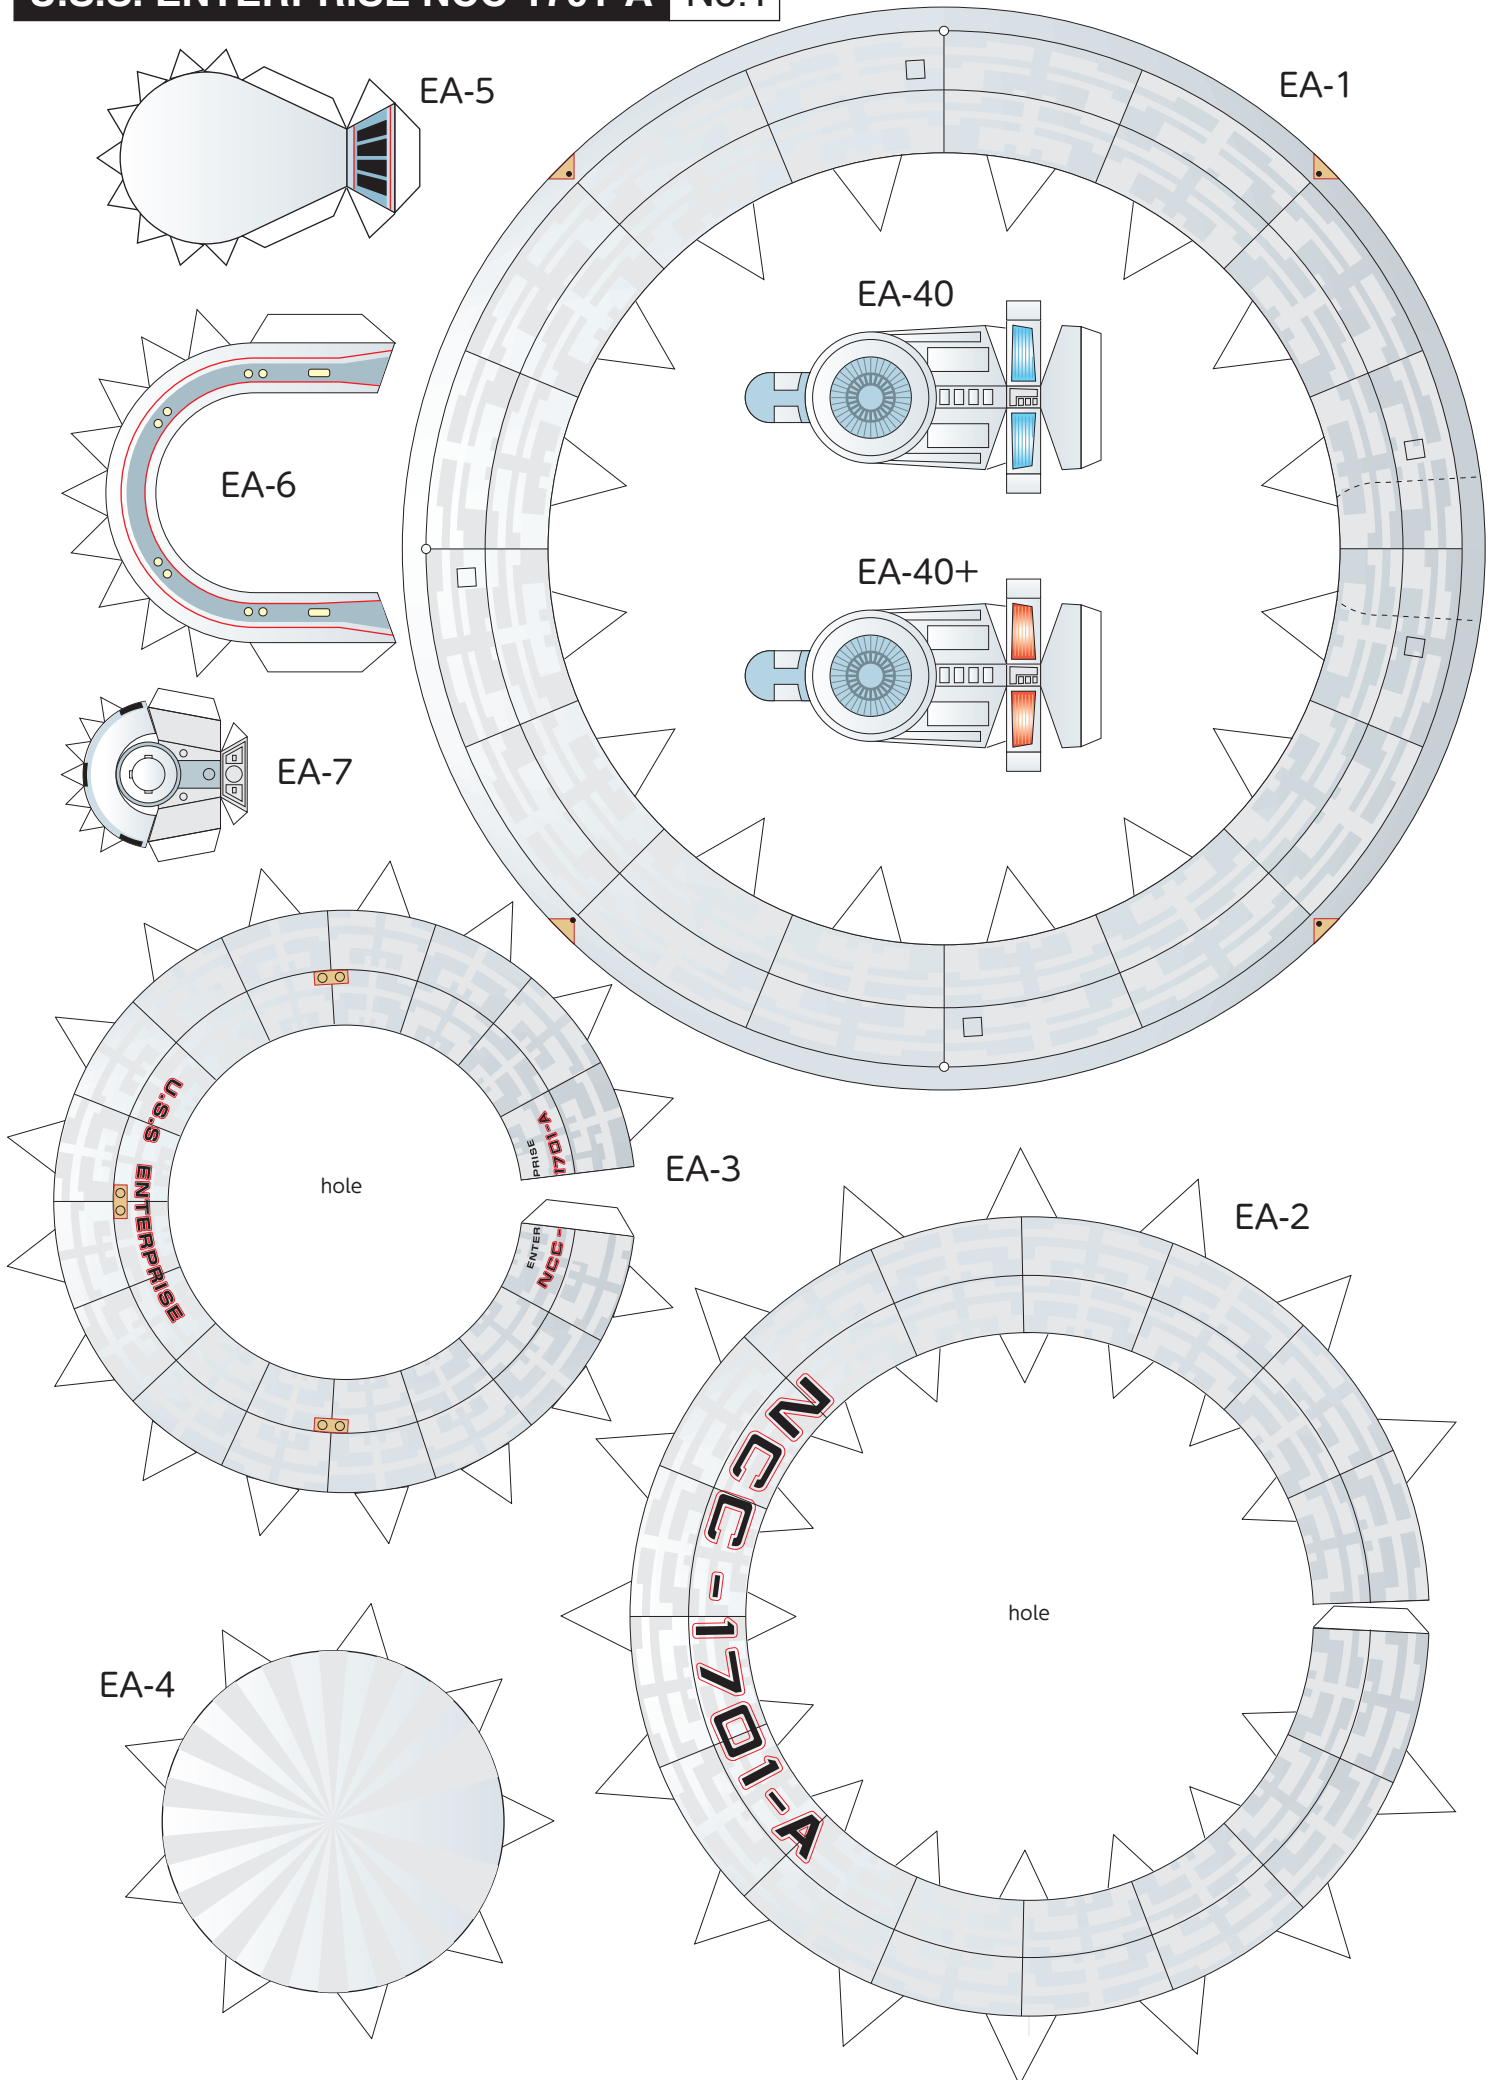 U.S.S. ENTERPRISE NCC-1701-A No.1
EA-5
EA-1
EA-40
EA-6
EA-40+
EA-7
U.S.S ENTERPRISE
PRISE
1701-A
hole
ENTER
NCC-
EA-3
EA-2
NCC-1701-A
hole
EA-4